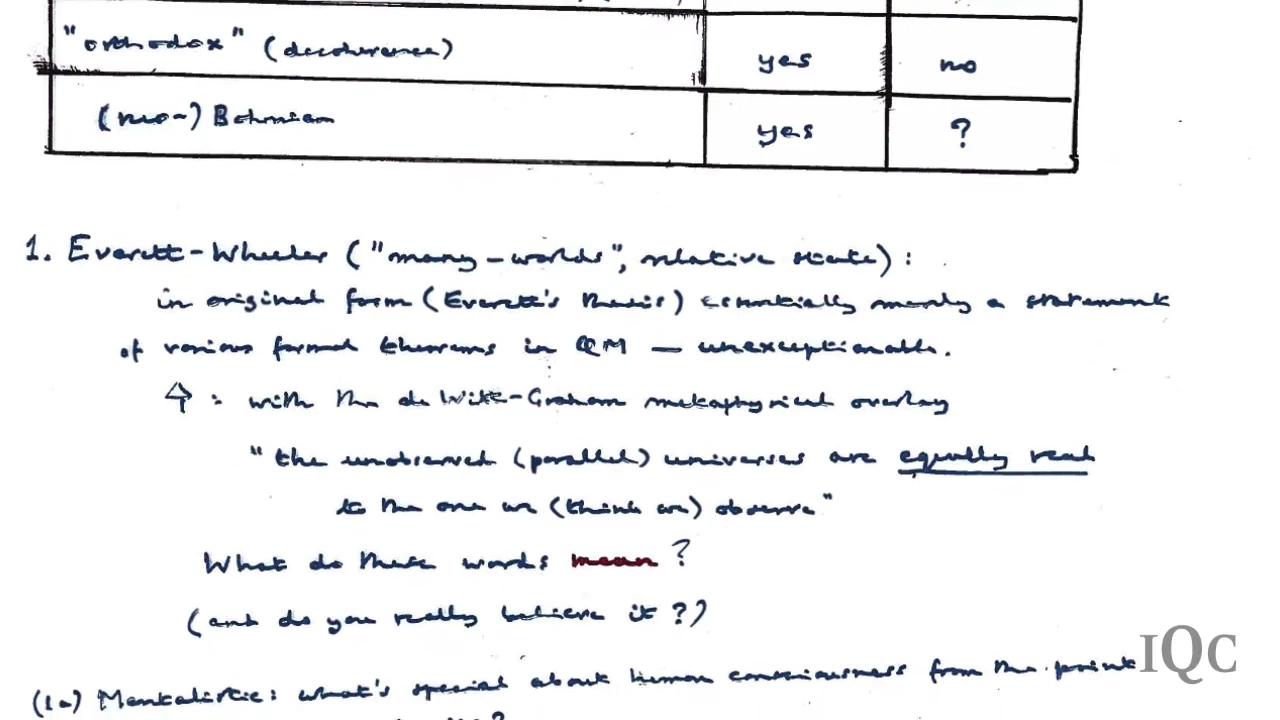 "orthodox" (decoherence) yes no
(neo-) Bohmian yes ?
1. Everett-Wheeler ("many-worlds", relative state):
in original form (Everett's thesis) essentially merely a statement
of various formal theorems in QM — unexceptionable.
⇑ : with the de Witt-Graham metaphysical overlay
"the unobserved (parallel) universes are equally real
to the one we (think we) observe"
What do these words mean?
(and do you really believe it?)
(1a) Mentalistic: what's special about human consciousness from the point
IQC